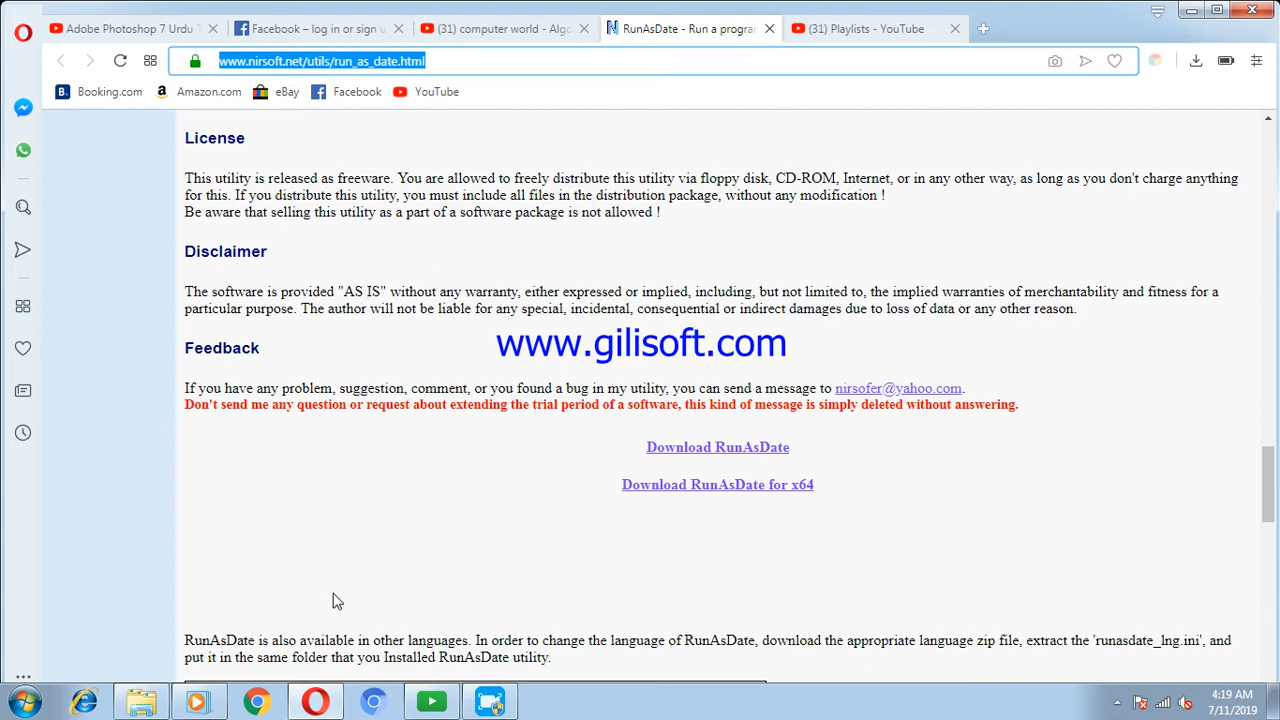 Adobe Photoshop 7 Urdu T
Facebook – log in or sign u
(31) computer world - Algo
RunAsDate - Run a progra
(31) Playlists - YouTube
www.nirsoft.net/utils/run_as_date.html
Booking.com
Amazon.com
eBay
Facebook
YouTube
License
This utility is released as freeware. You are allowed to freely distribute this utility via floppy disk, CD-ROM, Internet, or in any other way, as long as you don't charge anything
for this. If you distribute this utility, you must include all files in the distribution package, without any modification !
Be aware that selling this utility as a part of a software package is not allowed !
Disclaimer
The software is provided "AS IS" without any warranty, either expressed or implied, including, but not limited to, the implied warranties of merchantability and fitness for a
particular purpose. The author will not be liable for any special, incidental, consequential or indirect damages due to loss of data or any other reason.
www.gilisoft.com
Feedback
If you have any problem, suggestion, comment, or you found a bug in my utility, you can send a message to nirsofer@yahoo.com.
Don't send me any question or request about extending the trial period of a software, this kind of message is simply deleted without answering.
Download RunAsDate
Download RunAsDate for x64
RunAsDate is also available in other languages. In order to change the language of RunAsDate, download the appropriate language zip file, extract the 'runasdate_lng.ini', and
put it in the same folder that you Installed RunAsDate utility.
4:19 AM
7/11/2019